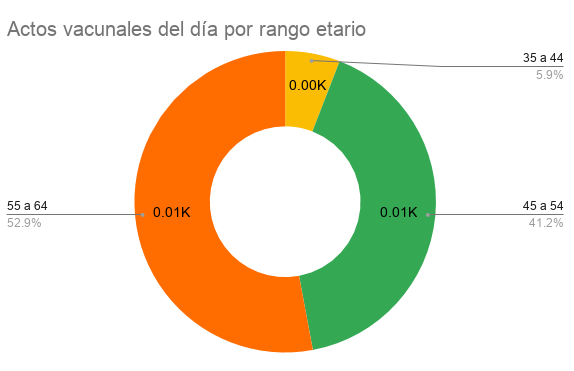 Actos vacunales del día por rango etario
35 a 44
5.9%
0.00K
55 a 64
52.9%
0.01K
0.01K
45 a 54
41.2%